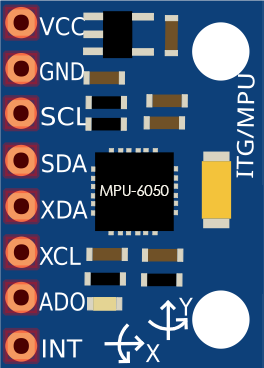 VCC
GND
SCL
SDA
XDA
XCL
ADO
INT
MPU-6050
ITG/MPU
Y
X